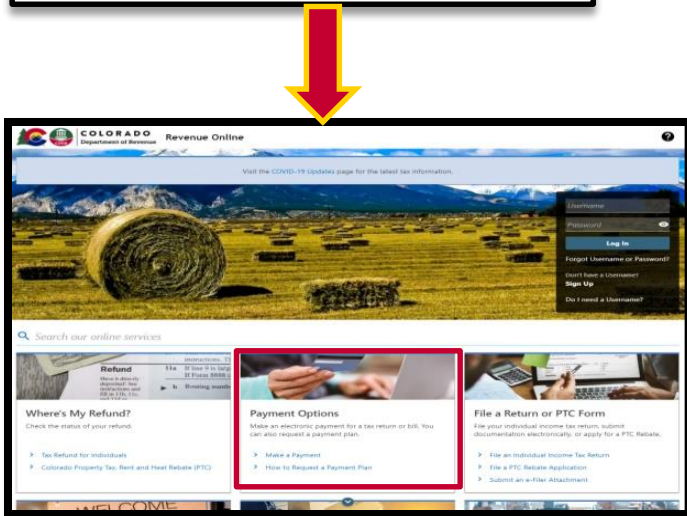 COLORADO
Department of Revenue
Revenue Online
Visit the COVID-19 Updates page for the latest tax information.
Username
Password
Log In
Forgot Username or Password?
Don't have a Username?
Sign Up
Do I need a Username?
Search our online services
Refund
11a
Where's My Refund?
Check the status of your refund.
Tax Refund for Individuals
Colorado Property Tax, Rent and Heat Rebate (PTC)
Payment Options
Make an electronic payment for a tax return or bill. You
can also request a payment plan.
Make a Payment
How to Request a Payment Plan
File a Return or PTC Form
File your individual income tax return, submit
documentation electronically, or apply for a PTC Rebate.
File an Individual Income Tax Return
File a PTC Rebate Application
Submit an e-Filer Attachment
WELCOME